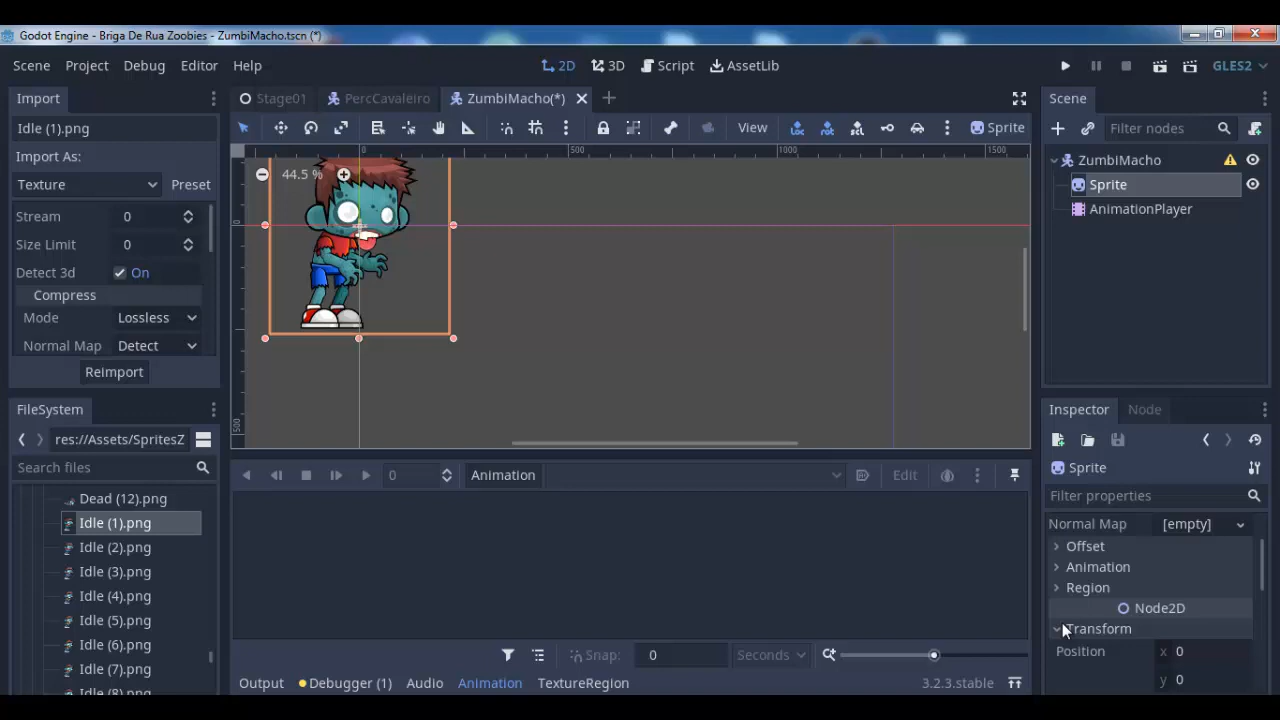 Godot Engine - Briga De Rua Zoobies - ZumbiMacho.tscn (*)
Scene Project Debug Editor Help
2D 3D Script AssetLib
GLES2
Import
Idle (1).png
Import As:
Texture Preset
Stream 0
Size Limit 0
Detect 3d On
Compress
Mode Lossless
Normal Map Detect
Reimport
FileSystem
res://Assets/SpritesZ
Search files
Dead (12).png
Idle (1).png
Idle (2).png
Idle (3).png
Idle (4).png
Idle (5).png
Idle (6).png
Idle (7).png
Idle (8).png
Stage01 PercCavaleiro ZumbiMacho(*)
View Sprite
0 500 1000 1500
44.5 %
0
500
0 Animation Edit
Snap: 0 Seconds
Output Debugger (1) Audio Animation TextureRegion 3.2.3.stable
Scene
Filter nodes
ZumbiMacho
Sprite
AnimationPlayer
Inspector Node
Sprite
Filter properties
Normal Map [empty]
Offset
Animation
Region
Node2D
Transform
Position x 0
y 0